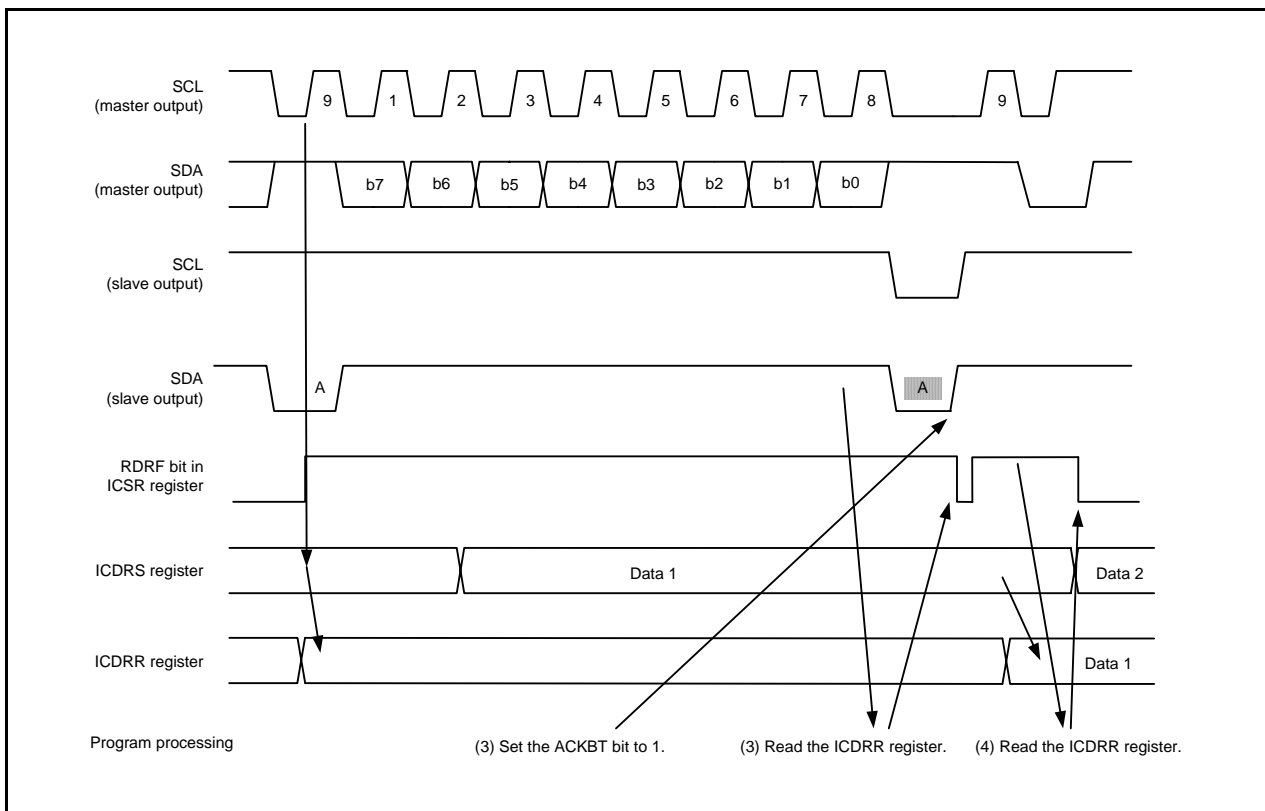 SCL
(master output)
9 1 2 3 4 5 6 7 8 9
SDA
(master output)
b7 b6 b5 b4 b3 b2 b1 b0
SCL
(slave output)
SDA
(slave output)
A A
RDRF bit in
ICSR register
ICDRS register
Data 1 Data 2
ICDRR register
Data 1
Program processing
(3) Set the ACKBT bit to 1. (3) Read the ICDRR register. (4) Read the ICDRR register.